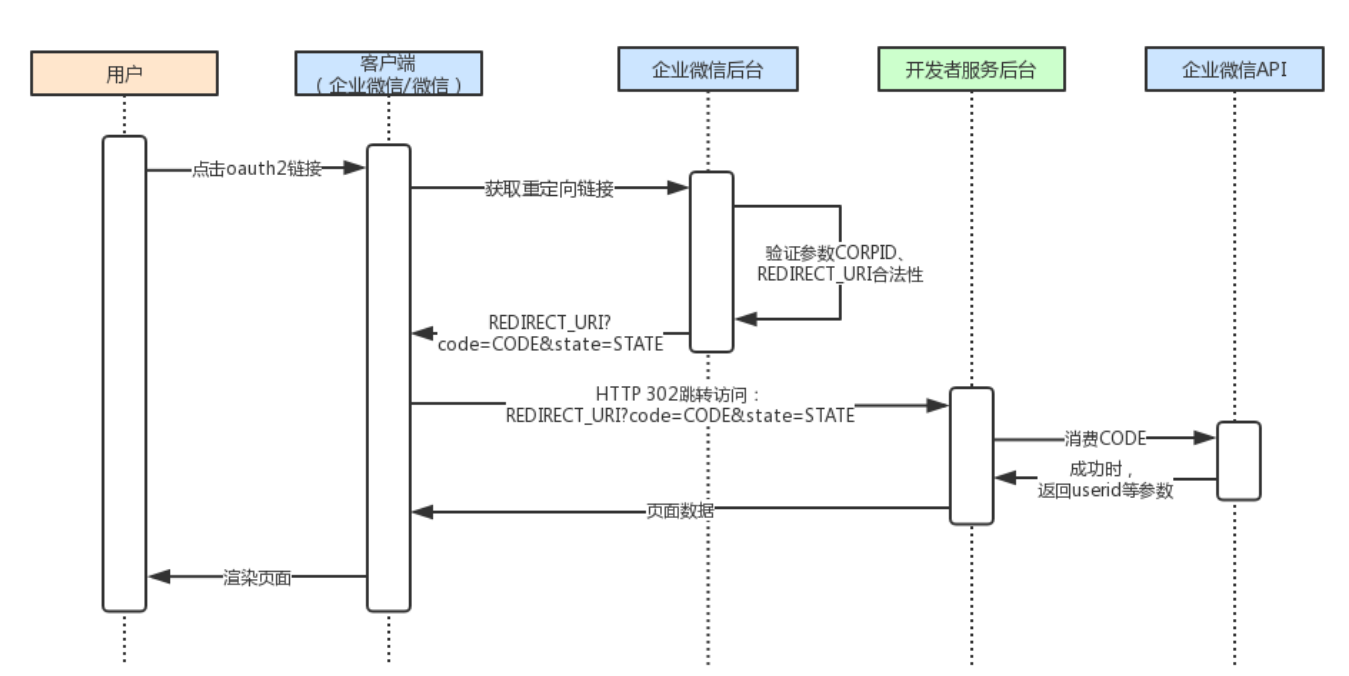 用户
客户端
（企业微信/微信）
企业微信后台
开发者服务后台
企业微信API
点击oauth2链接
获取重定向链接
验证参数CORPID、
REDIRECT_URI合法性
REDIRECT_URI?
code=CODE&state=STATE
HTTP 302跳转访问：
REDIRECT_URI?code=CODE&state=STATE
消费CODE
成功时，
返回userid等参数
页面数据
渲染页面